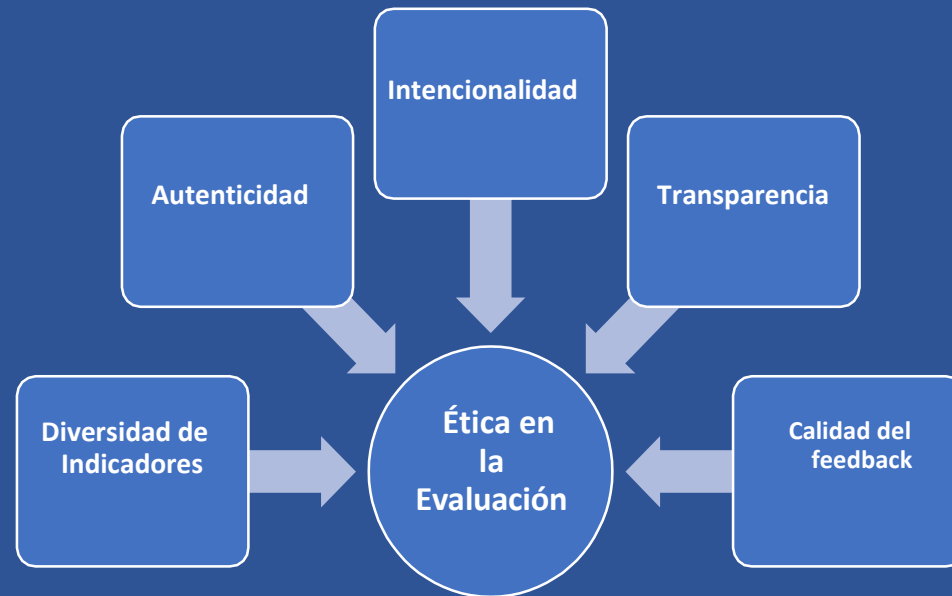 Intencionalidad
Autenticidad
Transparencia
Diversidad de
Indicadores
Ética en
la
Evaluación
Calidad del
feedback